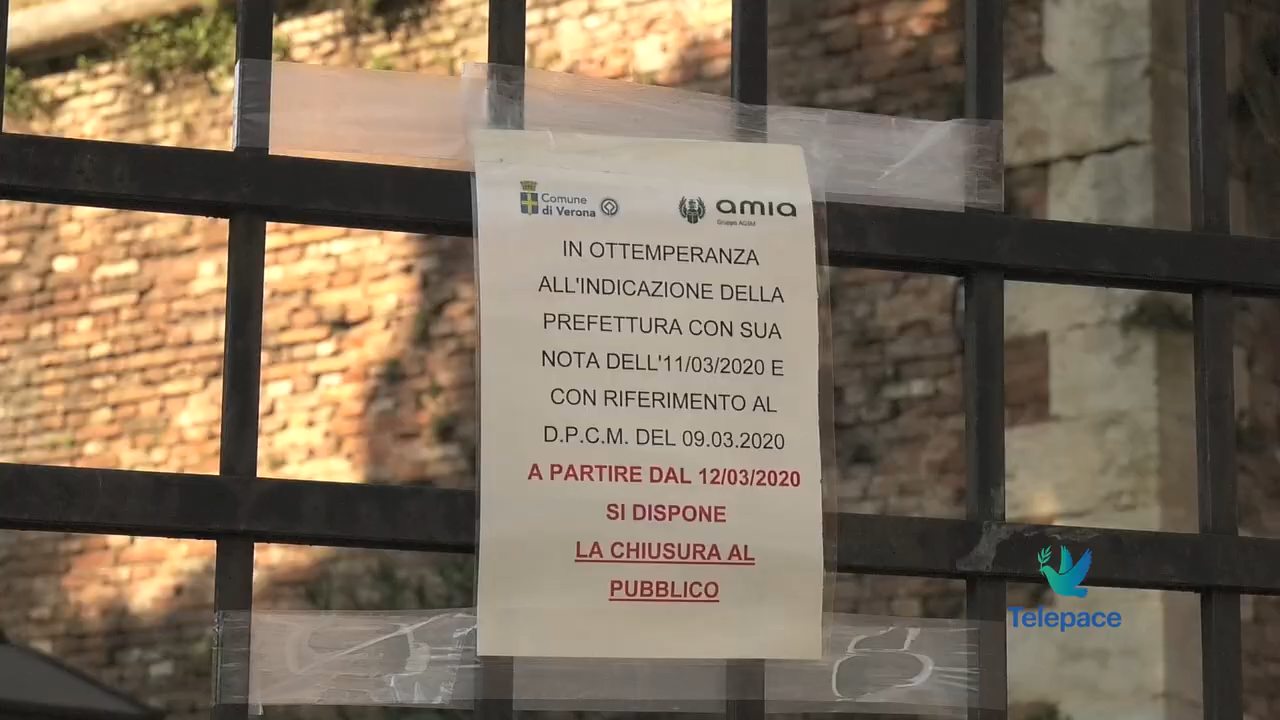 Comune
di Verona
amia
Gruppo AGSM
IN OTTEMPERANZA
ALL'INDICAZIONE DELLA
PREFETTURA CON SUA
NOTA DELL'11/03/2020 E
CON RIFERIMENTO AL
D.P.C.M. DEL 09.03.2020
A PARTIRE DAL 12/03/2020
SI DISPONE
LA CHIUSURA AL
PUBBLICO
Telepace